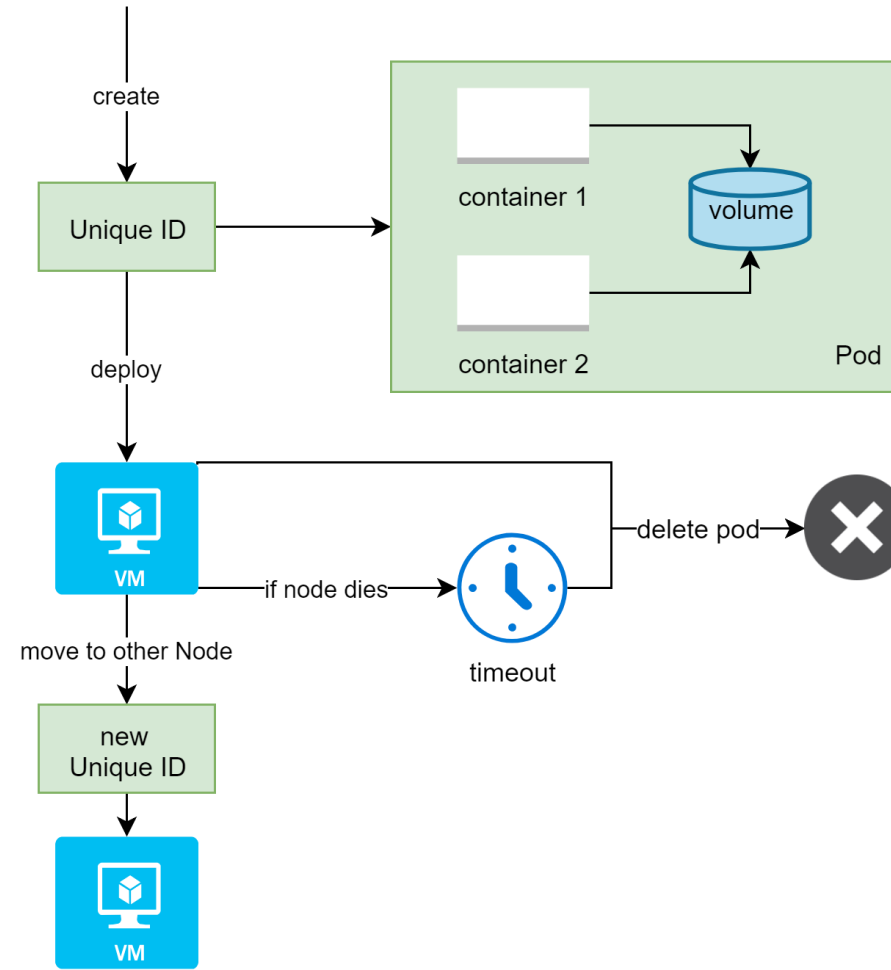 create
Unique ID
container 1
volume
container 2
Pod
deploy
VM
if node dies
timeout
delete pod
move to other Node
new
Unique ID
VM